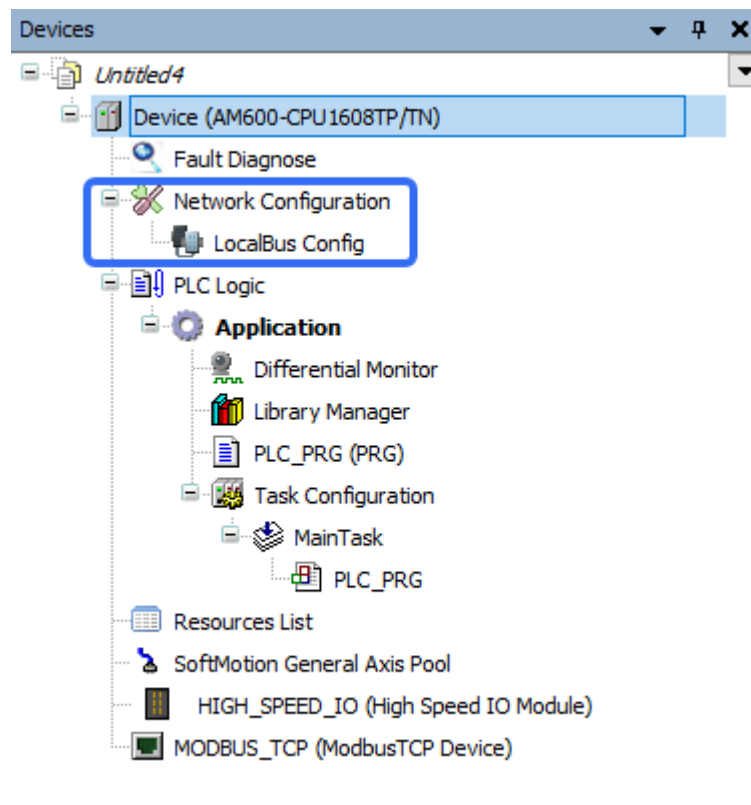 Devices
Untitled4
Device (AM600-CPU1608TP/TN)
Fault Diagnose
Network Configuration
LocalBus Config
PLC Logic
Application
Differential Monitor
Library Manager
PLC_PRG (PRG)
Task Configuration
MainTask
PLC_PRG
Resources List
SoftMotion General Axis Pool
HIGH_SPEED_IO (High Speed IO Module)
MODBUS_TCP (ModbusTCP Device)